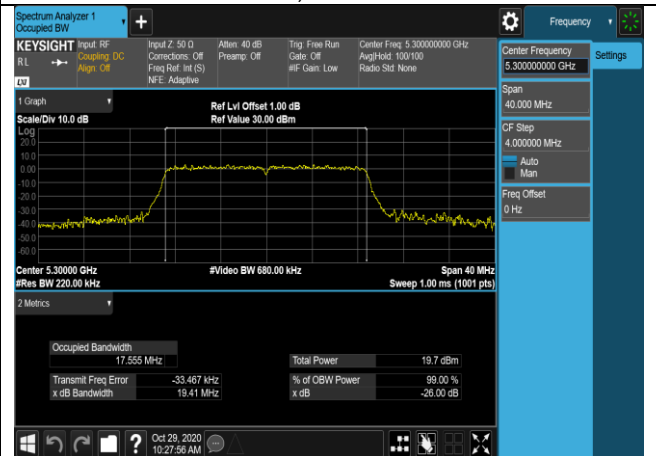 Spectrum Analyzer 1
Occupied BW
Frequency
KEYSIGHT
RL
LXI
Input: RF
Coupling: DC
Align: Off
Input Z: 50 Ω
Corrections: Off
Freq Ref: Int (S)
NFE: Adaptive
Atten: 40 dB
Preamp: Off
Trig: Free Run
Gate: Off
#IF Gain: Low
Center Freq: 5.300000000 GHz
Avg|Hold: 100/100
Radio Std: None
Center Frequency
5.300000000 GHz
Settings
Span
40.000 MHz
CF Step
4.000000 MHz
Auto
Man
Freq Offset
0 Hz
1 Graph
Scale/Div 10.0 dB
Ref Lvl Offset 1.00 dB
Ref Value 30.00 dBm
Log
20.0
10.0
0.00
-10.0
-20.0
-30.0
-40.0
-50.0
-60.0
Center 5.30000 GHz
#Video BW 680.00 kHz
Span 40 MHz
#Res BW 220.00 kHz
Sweep 1.00 ms (1001 pts)
2 Metrics
Occupied Bandwidth
17.555 MHz
Total Power
19.7 dBm
Transmit Freq Error
-33.467 kHz
% of OBW Power
99.00 %
x dB Bandwidth
19.41 MHz
x dB
-26.00 dB
?
Oct 29, 2020
10:27:56 AM